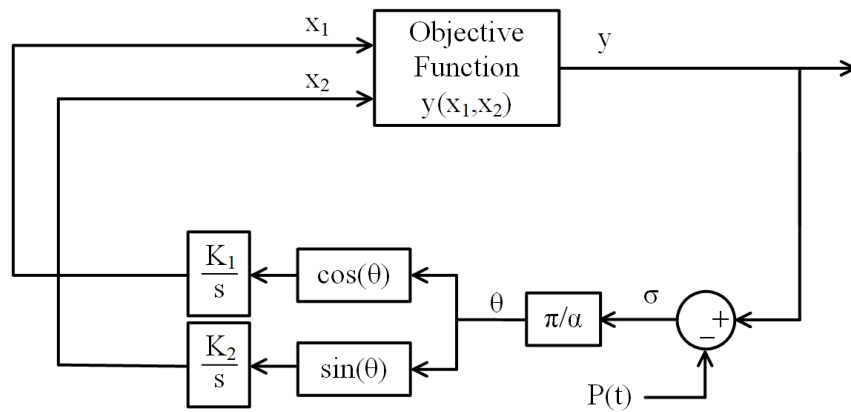 x₁
Objective
Function
y(x₁,x₂)
y
x₂
K₁
s
cos(θ)
θ
π/α
σ
+
−
K₂
s
sin(θ)
P(t)